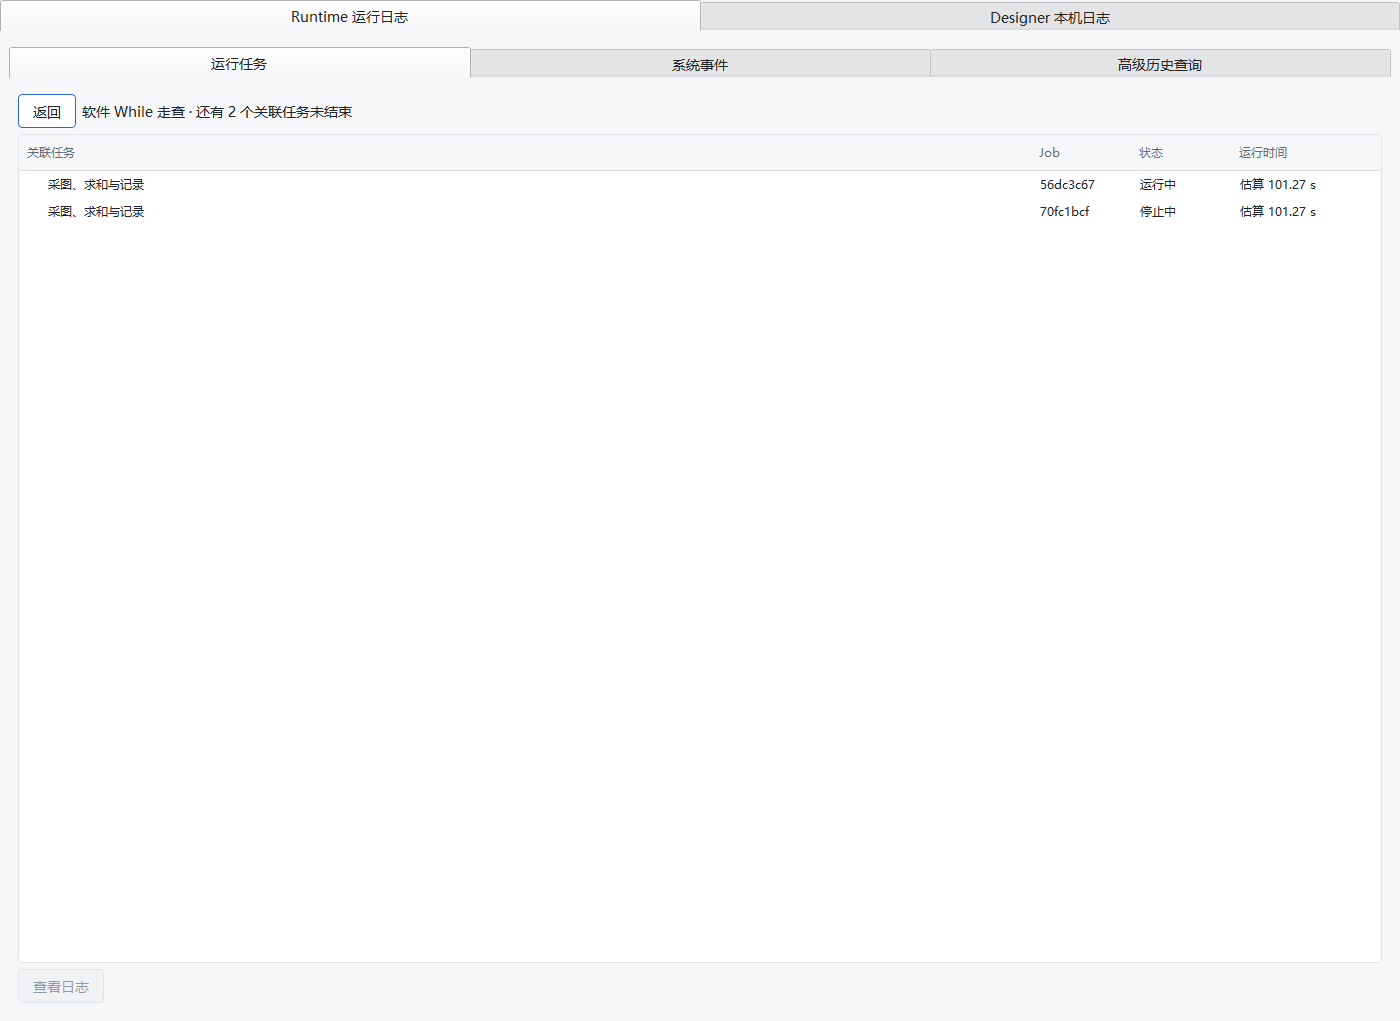 Runtime 运行日志
Designer 本机日志
运行任务
系统事件
高级历史查询
返回
软件 While 走查 · 还有 2 个关联任务未结束
关联任务 Job 状态 运行时间
采图、求和与记录 56dc3c67 运行中 估算 101.27 s
采图、求和与记录 70fc1bcf 停止中 估算 101.27 s
查看日志